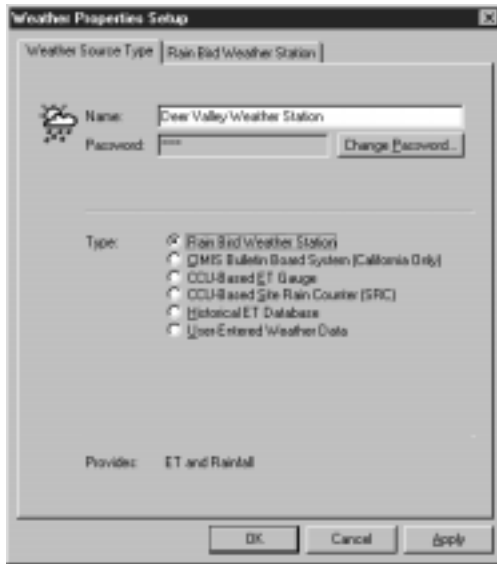 Weather Properties Setup
Weather Source Type
Rain Bird Weather Station
Name: Deer Valley Weather Station
Password: **** Change Password...
Type: Rain Bird Weather Station
CIMIS Bulletin Board System (California Only)
CCU-Based ET Gauge
CCU-Based Site Rain Counter (SRC)
Historical ET Database
User-Entered Weather Data
Provides: ET and Rainfall
OK Cancel Apply